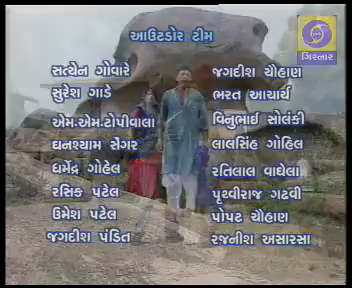 આઉટડોર ટીમ
ગિરનાર
સત્યેન ગોવારે
સુરેશ ગાડે
એમ.એમ.ટોપીવાલા
ઘનશ્યામ સેંગર
ધર્મેન્દ્ર ગોહેલ
રસિક પટેલ
ઉમેશ પટેલ
જગદીશ પંડિત
જગદીશ ચૌહાણ
ભરત આચાર્ય
વિનુભાઈ સોલંકી
લાલસિંહ ગોહિલ
રતિલાલ વાઘેલા
પૃથ્વીરાજ ગઢવી
પોપટ ચૌહાણ
રજનીશ અસારસા